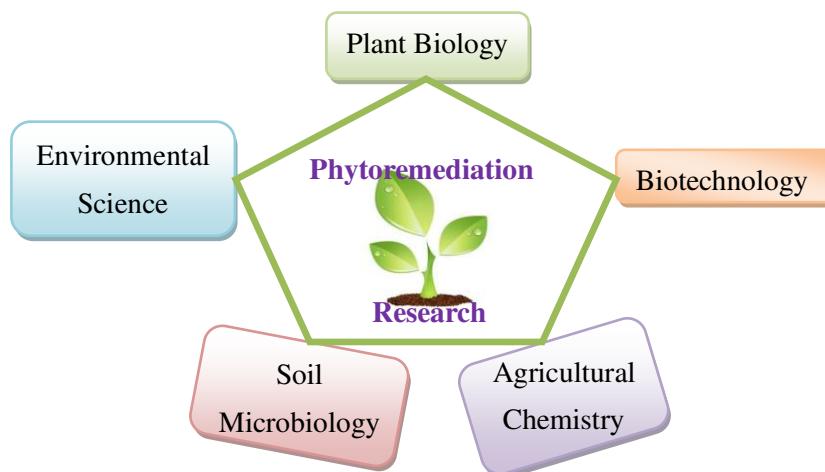 Plant Biology
Environmental
Science
Phytoremediation
Biotechnology
Research
Soil
Microbiology
Agricultural
Chemistry